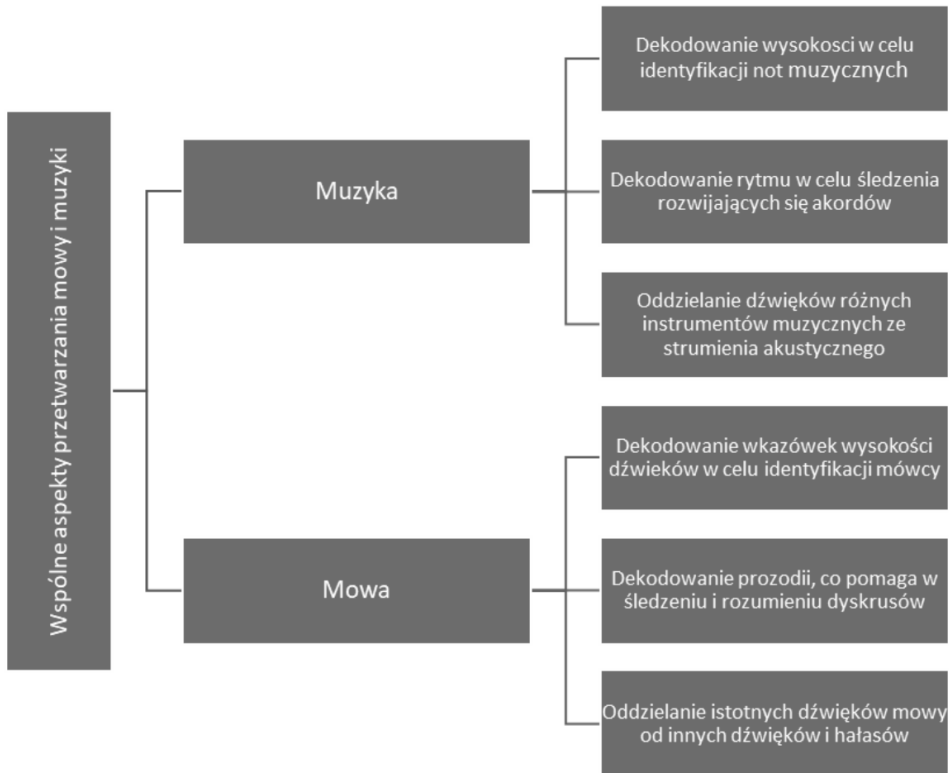 Wspólne aspekty przetwarzania mowy i muzyki
Muzyka
Dekodowanie wysokosci w celu
identyfikacji not muzycznych
Dekodowanie rytmu w celu śledzenia
rozwijających się akordów
Oddzielanie dźwięków różnych
instrumentów muzycznych ze
strumienia akustycznego
Mowa
Dekodowanie wkazówek wysokości
dźwieków w celu identyfikacji mówcy
Dekodowanie prozodii, co pomaga w
śledzeniu i rozumieniu dyskrusów
Oddzielanie istotnych dźwięków mowy
od innych dźwięków i hałasów